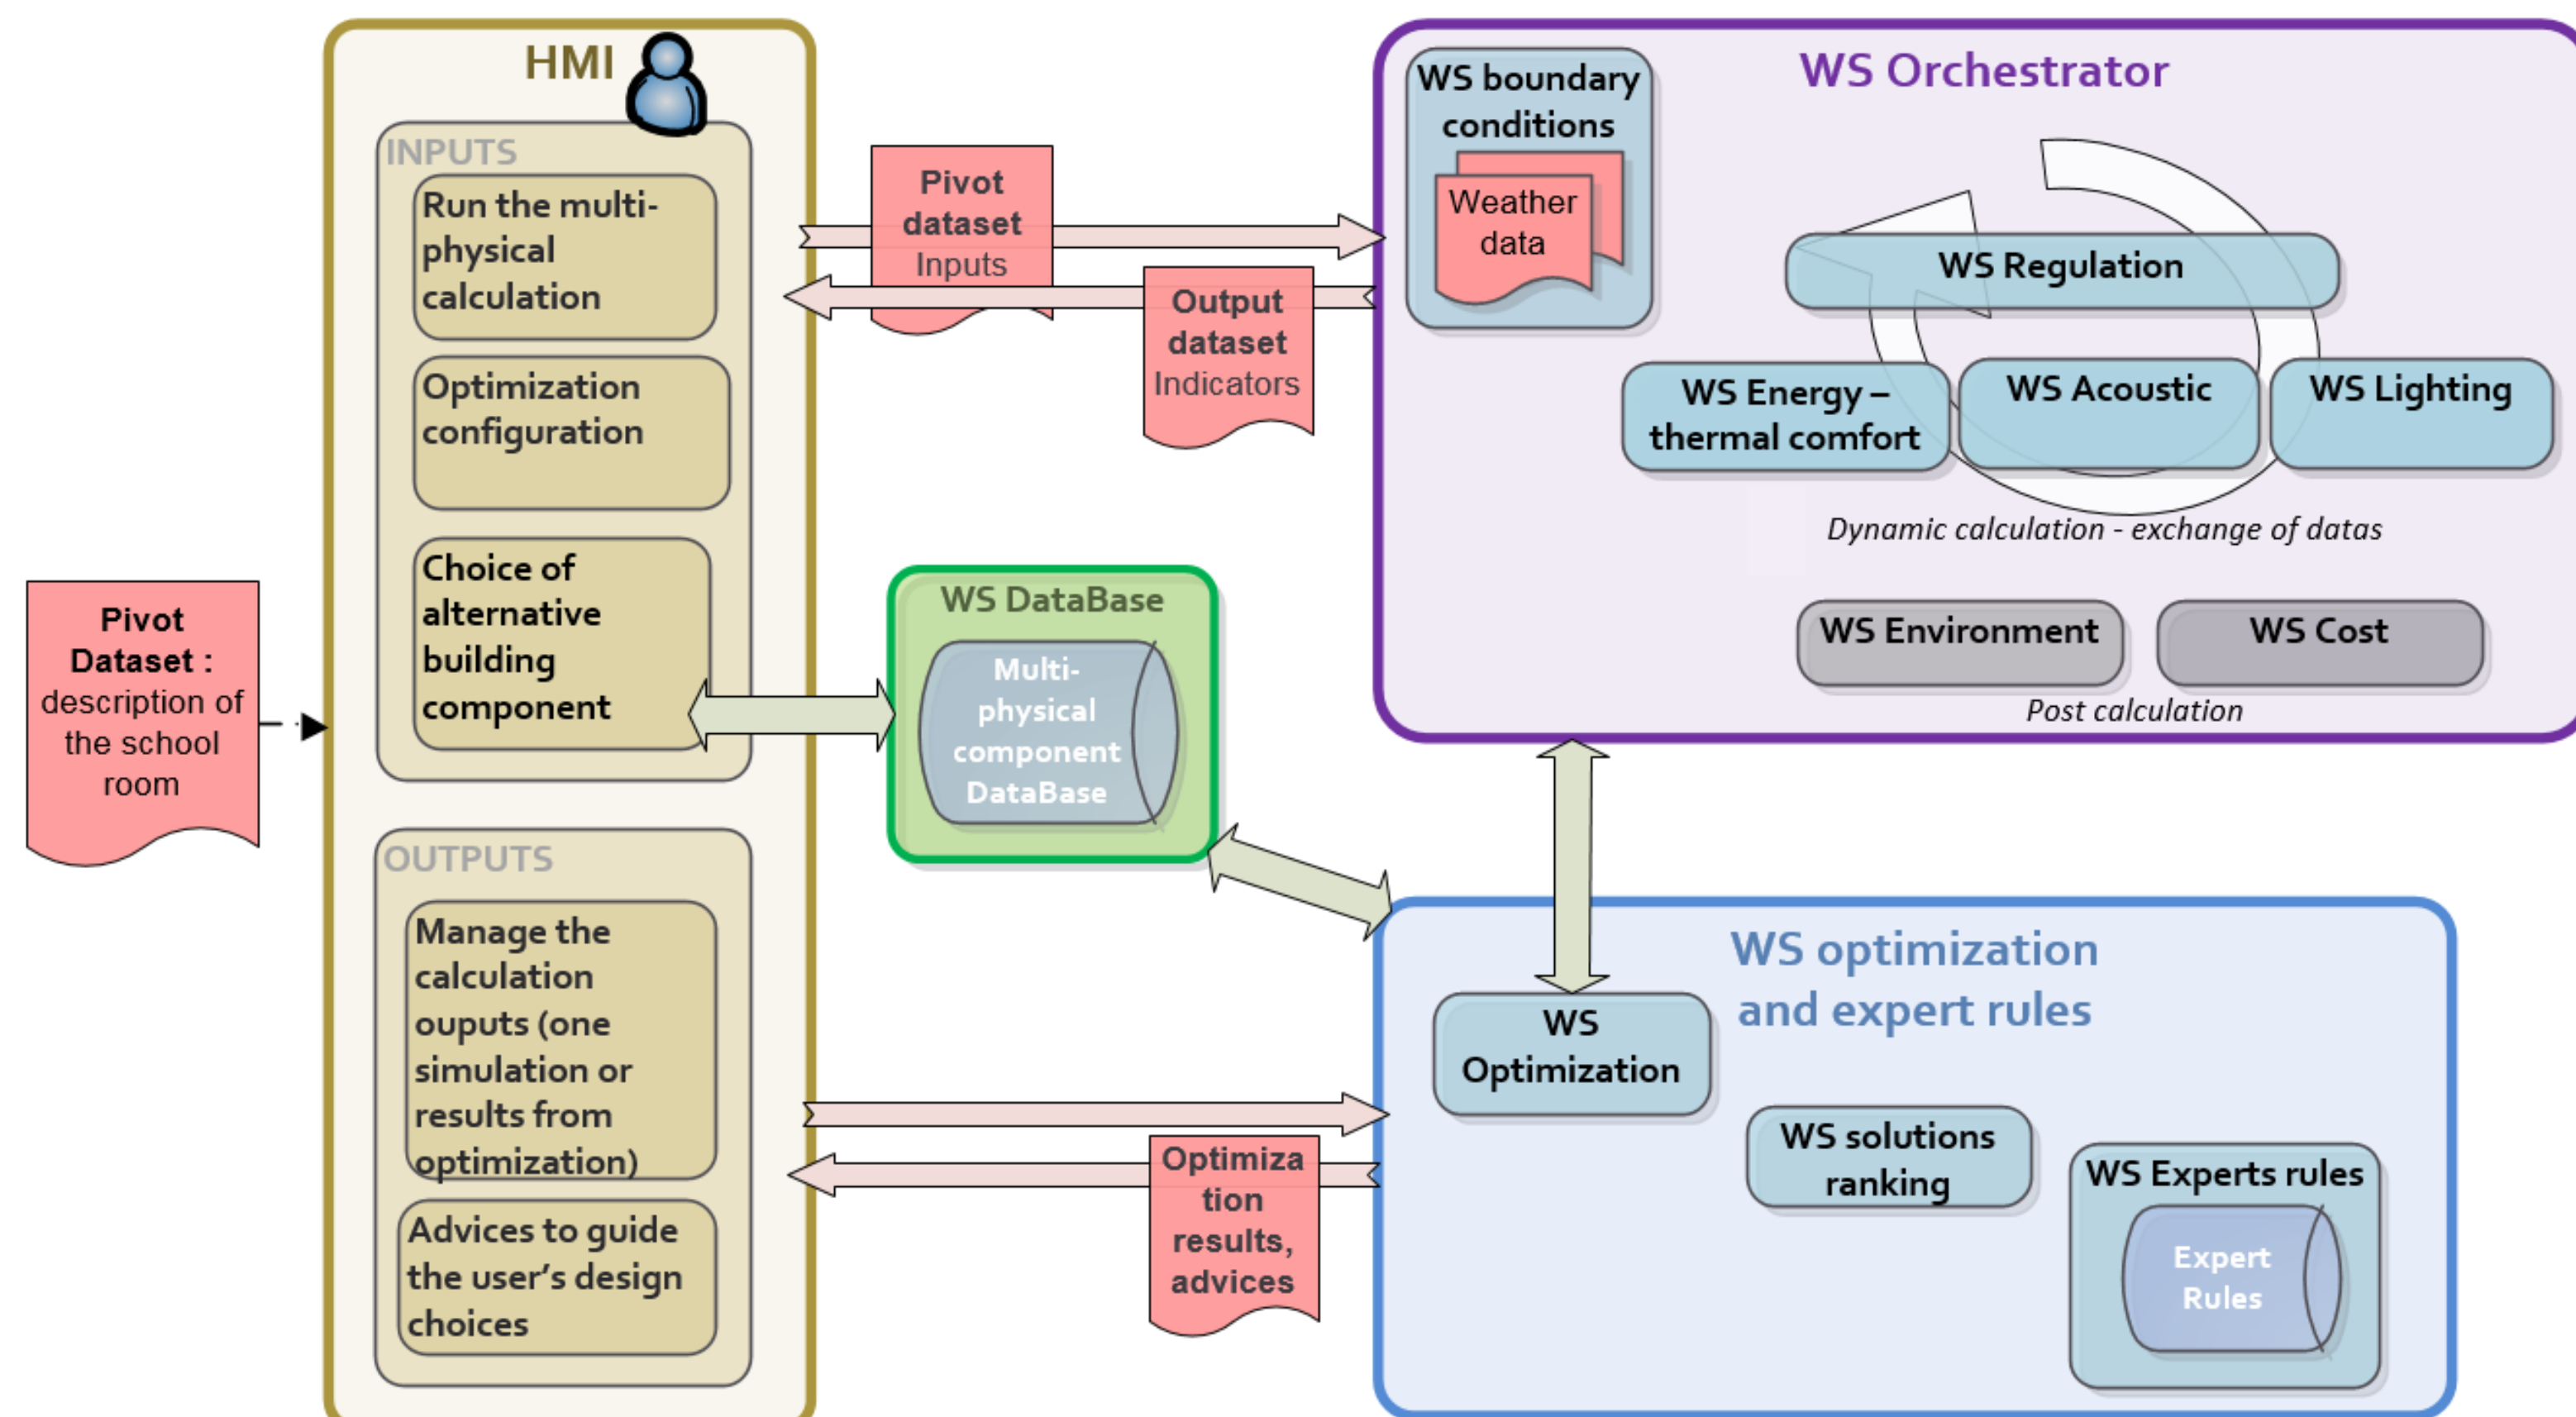 HMI
INPUTS
Run the multi-
physical
calculation
Optimization
configuration
Choice of
alternative
building
component
Pivot
Dataset :
description of
the school
room
OUTPUTS
Manage the
calculation
ouputs (one
simulation or
results from
optimization)
Advices to guide
the user’s design
choices
Pivot
dataset
Inputs
Output
dataset
Indicators
WS DataBase
Multi-
physical
component
DataBase
Optimiza
tion
results,
advices
WS Orchestrator
WS boundary
conditions
Weather
data
WS Regulation
WS Energy –
thermal comfort
WS Acoustic
WS Lighting
Dynamic calculation - exchange of datas
WS Environment
WS Cost
Post calculation
WS optimization
and expert rules
WS
Optimization
WS solutions
ranking
WS Experts rules
Expert
Rules